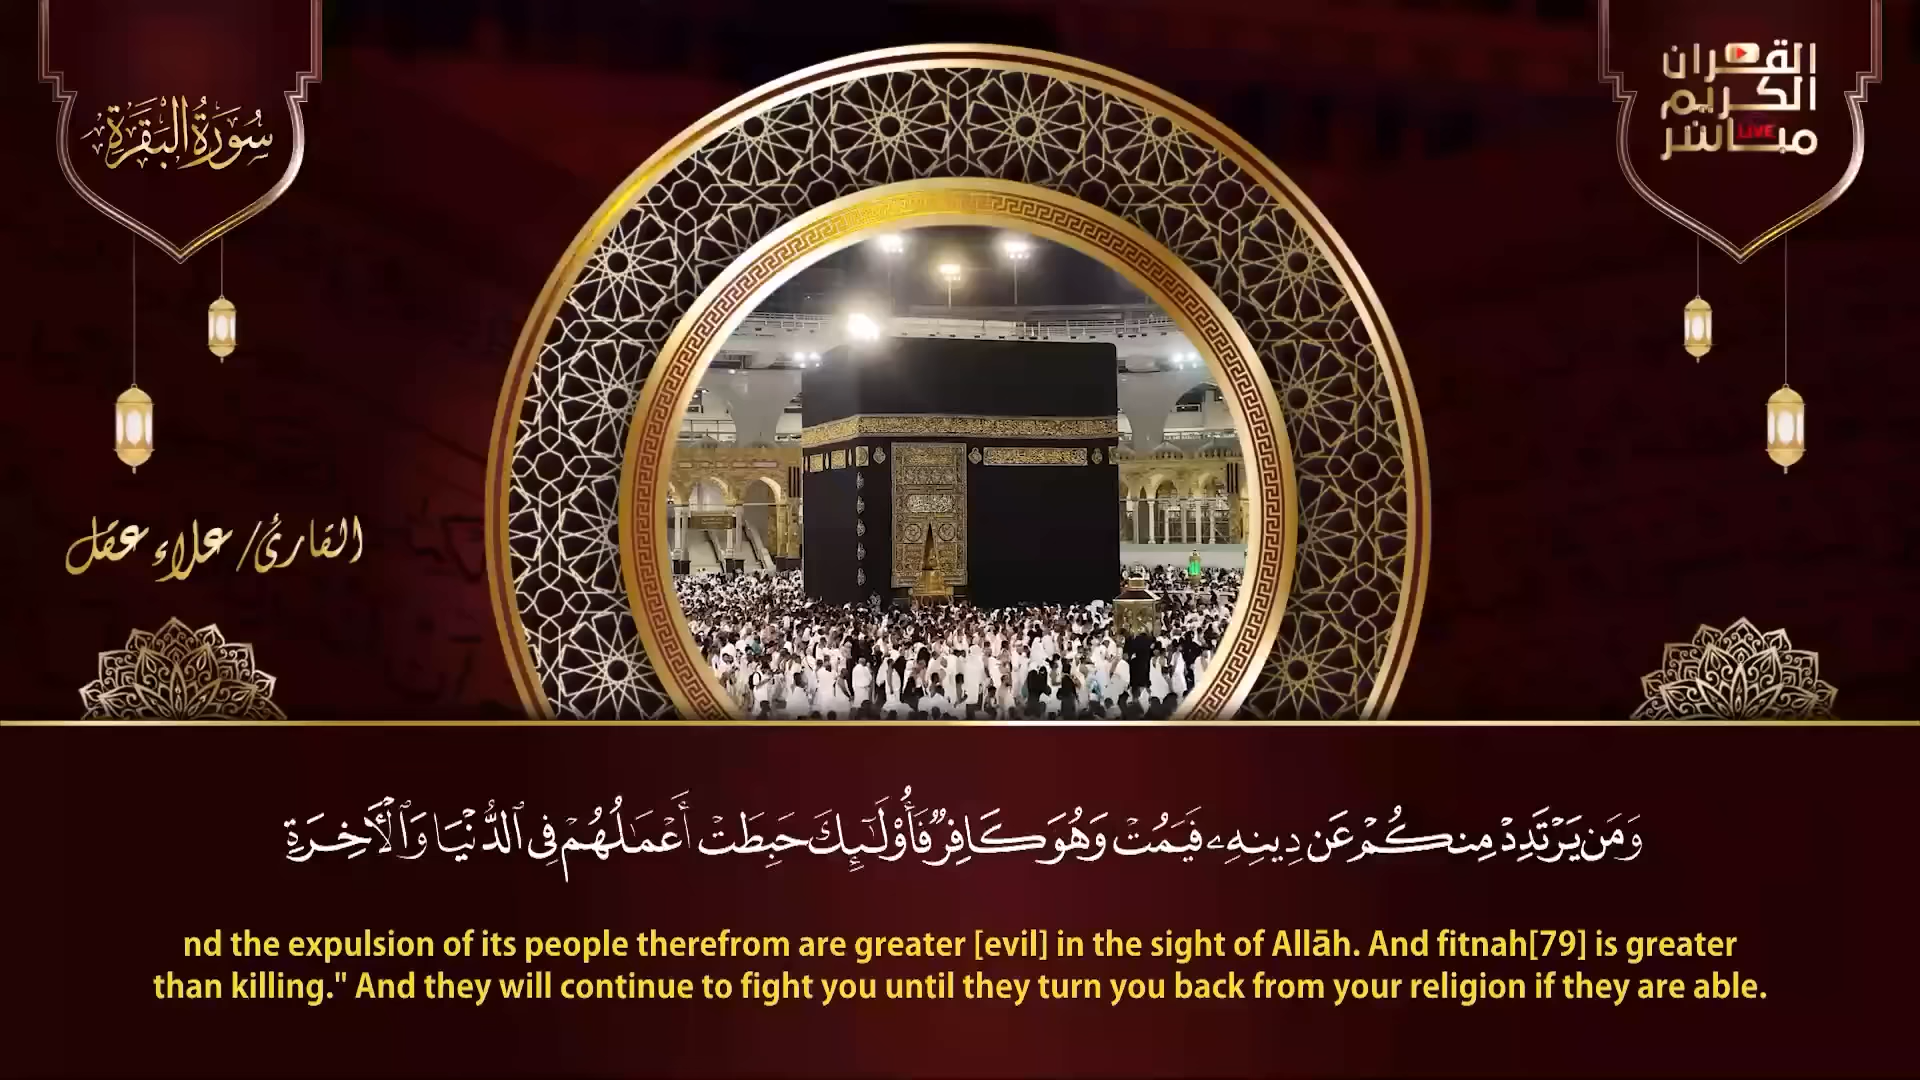 سُورَةُ البَقَرَةِ
القرآن
الكريم
مباشر
LIVE
القارئ/ علاء عقل
وَمَن يَرْتَدِدْ مِنكُمْ عَن دِينِهِۦ فَيَمُتْ وَهُوَ كَافِرٌ فَأُو۟لَـٰٓئِكَ حَبِطَتْ أَعْمَـٰلُهُمْ فِى ٱلدُّنْيَا وَٱلْـَٔاخِرَةِ
nd the expulsion of its people therefrom are greater [evil] in the sight of Allāh. And fitnah[79] is greater
than killing." And they will continue to fight you until they turn you back from your religion if they are able.